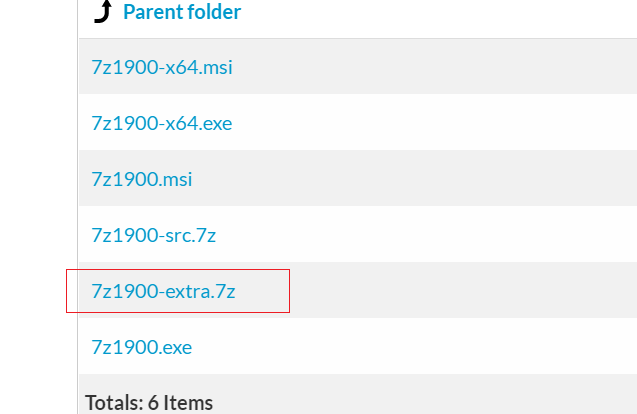 Parent folder
7z1900-x64.msi
7z1900-x64.exe
7z1900.msi
7z1900-src.7z
7z1900-extra.7z
7z1900.exe
Totals: 6 Items